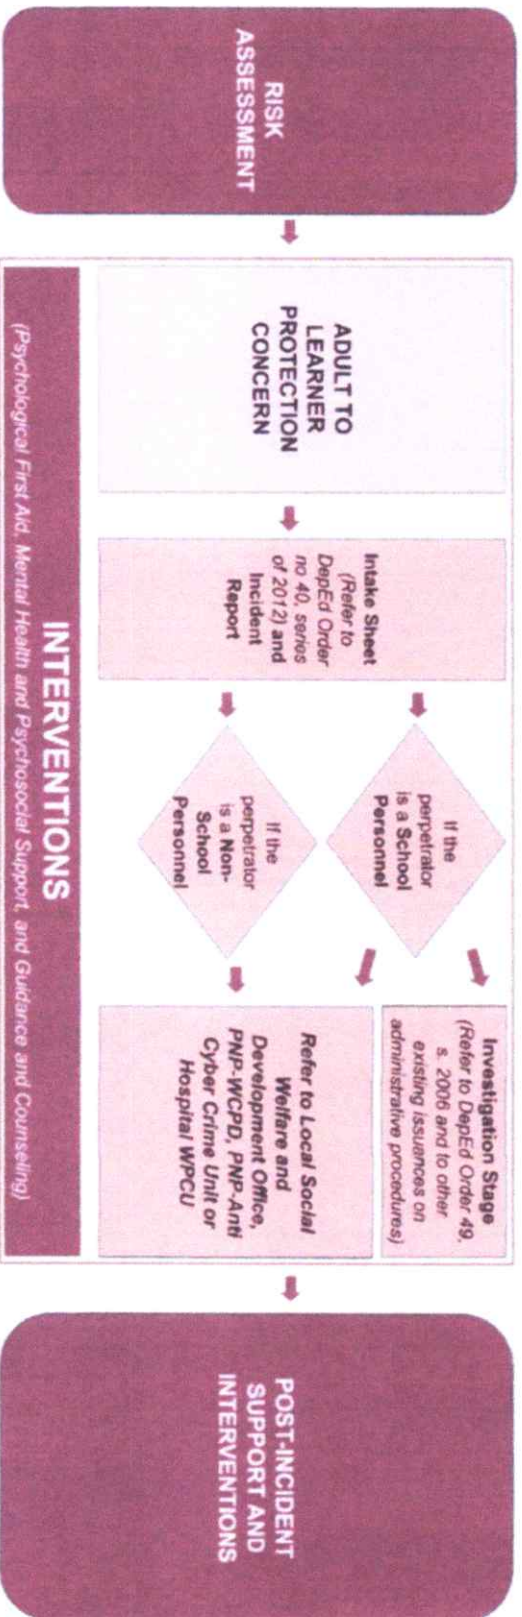 RISK
ASSESSMENT
ADULT TO
LEARNER
PROTECTION
CONCERN
Intake Sheet
(Refer to
DepEd Order
no 40, series
of 2012) and
Incident
Report
If the
perpetrator
is a School
Personnel
If the
perpetrator
is a Non-
School
Personnel
Investigation Stage
(Refer to DepEd Order 49,
s. 2006 and to other
existing issuances on
administrative procedures)
Refer to Local Social
Welfare and
Development Office,
PNP-WCPD, PNP-Anti
Cyber Crime Unit or
Hospital WPCU
INTERVENTIONS
(Psychological First Aid, Mental Health and Psychosocial Support, and Guidance and Counseling)
POST-INCIDENT
SUPPORT AND
INTERVENTIONS